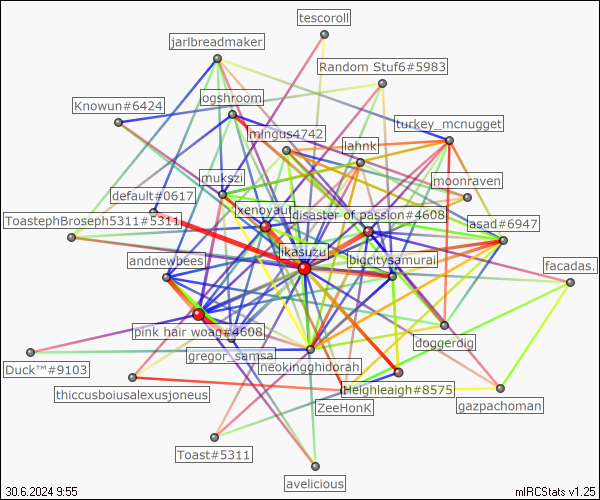 tescoroll
jarlbreadmaker
Random Stuf6#5983
Knowun#6424
ogshroom
turkey_mcnugget
mingus4742
lahnk
mukszi
moonraven
default#0617
xenoyaut
disaster of passion#4608
ToastephBroseph5311#5311
asad#6947
ikasuzu
andnewbees
bigcitysamurai
facadas.
pink hair woag#4608
gregor_samsa
doggerdig
neokingghidorah
Duck™#9103
thiccusboiusalexusjoneus
Heighleaigh#8575
ZeeHonK
gazpachoman
Toast#5311
avelicious
30.6.2024 9:55
mIRCStats v1.25